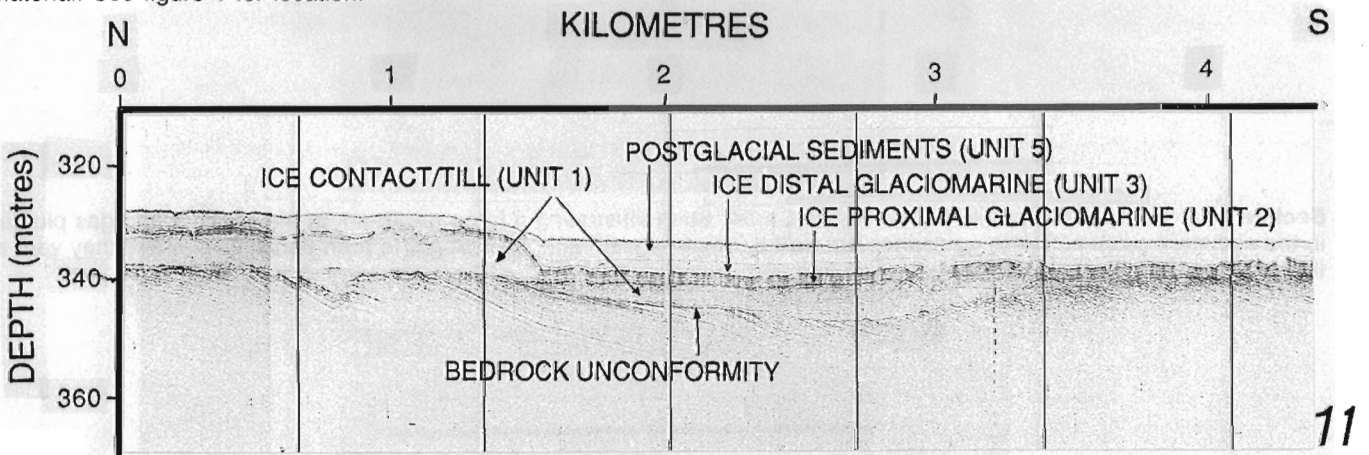 KILOMETRES
N S
0 1 2 3 4
DEPTH (metres)
320
340
360
POSTGLACIAL SEDIMENTS (UNIT 5)
ICE CONTACT/TILL (UNIT 1)
ICE DISTAL GLACIOMARINE (UNIT 3)
ICE PROXIMAL GLACIOMARINE (UNIT 2)
BEDROCK UNCONFORMITY
11